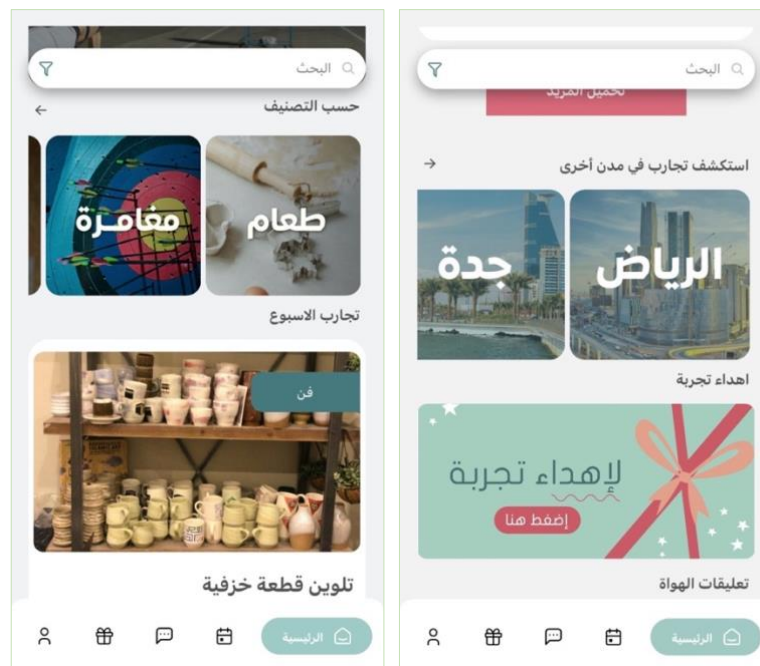 البحث
حسب التصنيف
طعام
مغامـرة
تجارب الاسبوع
فن
تلوين قطعة خزفية
الرئيسية
البحث
تحميل المزيد
استكشف تجارب في مدن أخرى
الرياض
جدة
اهداء تجربة
لإهداء تجربة
إضغط هنا
تعليقات الهواة
الرئيسية